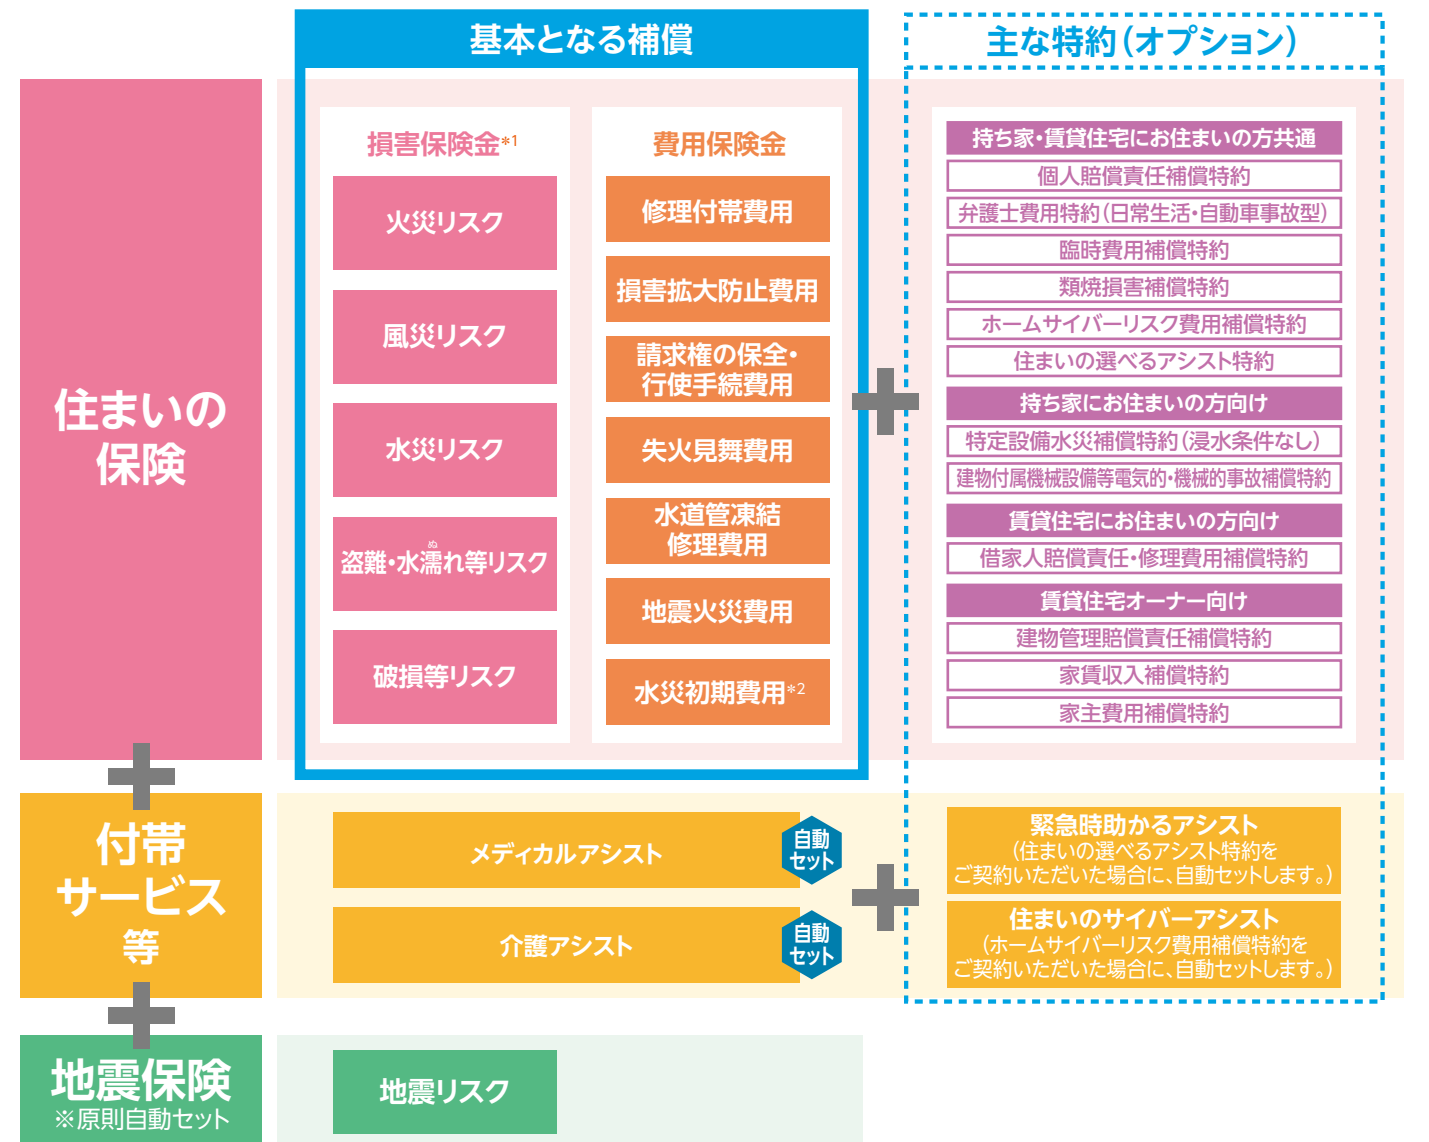 基本となる補償
主な特約（オプション）
住まいの
保険
損害保険金*1
火災リスク
風災リスク
水災リスク
ぬ
盗難・水濡れ等リスク
破損等リスク
費用保険金
修理付帯費用
損害拡大防止費用
請求権の保全・
行使手続費用
失火見舞費用
水道管凍結
修理費用
地震火災費用
水災初期費用*2
持ち家・賃貸住宅にお住まいの方共通
個人賠償責任補償特約
弁護士費用特約（日常生活・自動車事故型）
臨時費用補償特約
類焼損害補償特約
ホームサイバーリスク費用補償特約
住まいの選べるアシスト特約
持ち家にお住まいの方向け
特定設備水災補償特約（浸水条件なし）
建物付属機械設備等電気的・機械的事故補償特約
賃貸住宅にお住まいの方向け
借家人賠償責任・修理費用補償特約
賃貸住宅オーナー向け
建物管理賠償責任補償特約
家賃収入補償特約
家主費用補償特約
付帯
サービス
等
メディカルアシスト
自動
セット
介護アシスト
自動
セット
緊急時助かるアシスト
（住まいの選べるアシスト特約を
ご契約いただいた場合に、自動セットします。）
住まいのサイバーアシスト
（ホームサイバーリスク費用補償特約を
ご契約いただいた場合に、自動セットします。）
地震保険
※原則自動セット
地震リスク